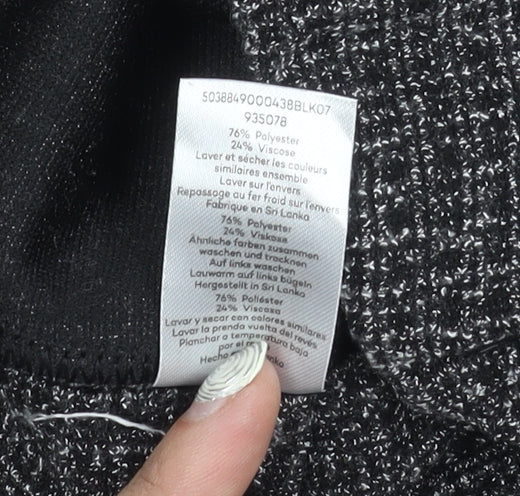 5038849000438BLK07
935078
76% Polyester
24% Viscose
Laver et sécher les couleurs
similaires ensemble
Laver sur l'envers
Repassage au fer froid sur l'envers
Fabriqué en Sri Lanka
76% Polyester
24% Viskose
Ähnliche farben zusammen
waschen und trocknen
Auf links waschen
Lauwarm auf links bügeln
Hergestellt in Sri Lanka
76% Poliéster
24% Viscosa
Lavar y secar con colores similares
Lavar la prenda vuelta del revés
Planchar a temperatura baja
por el
Hecho